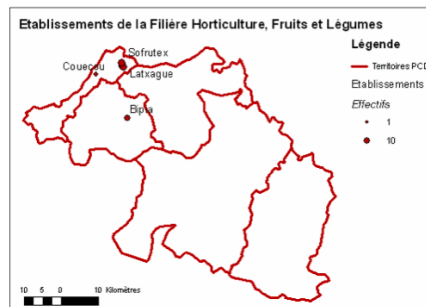 Etablissements de la Filière Horticulture, Fruits et Légumes
Sofrutex
Couecou
Latxague
Bipia
Légende
Territoires PCD
Etablissements
Effectifs
1
10
10 5 0 10 Kilomètres